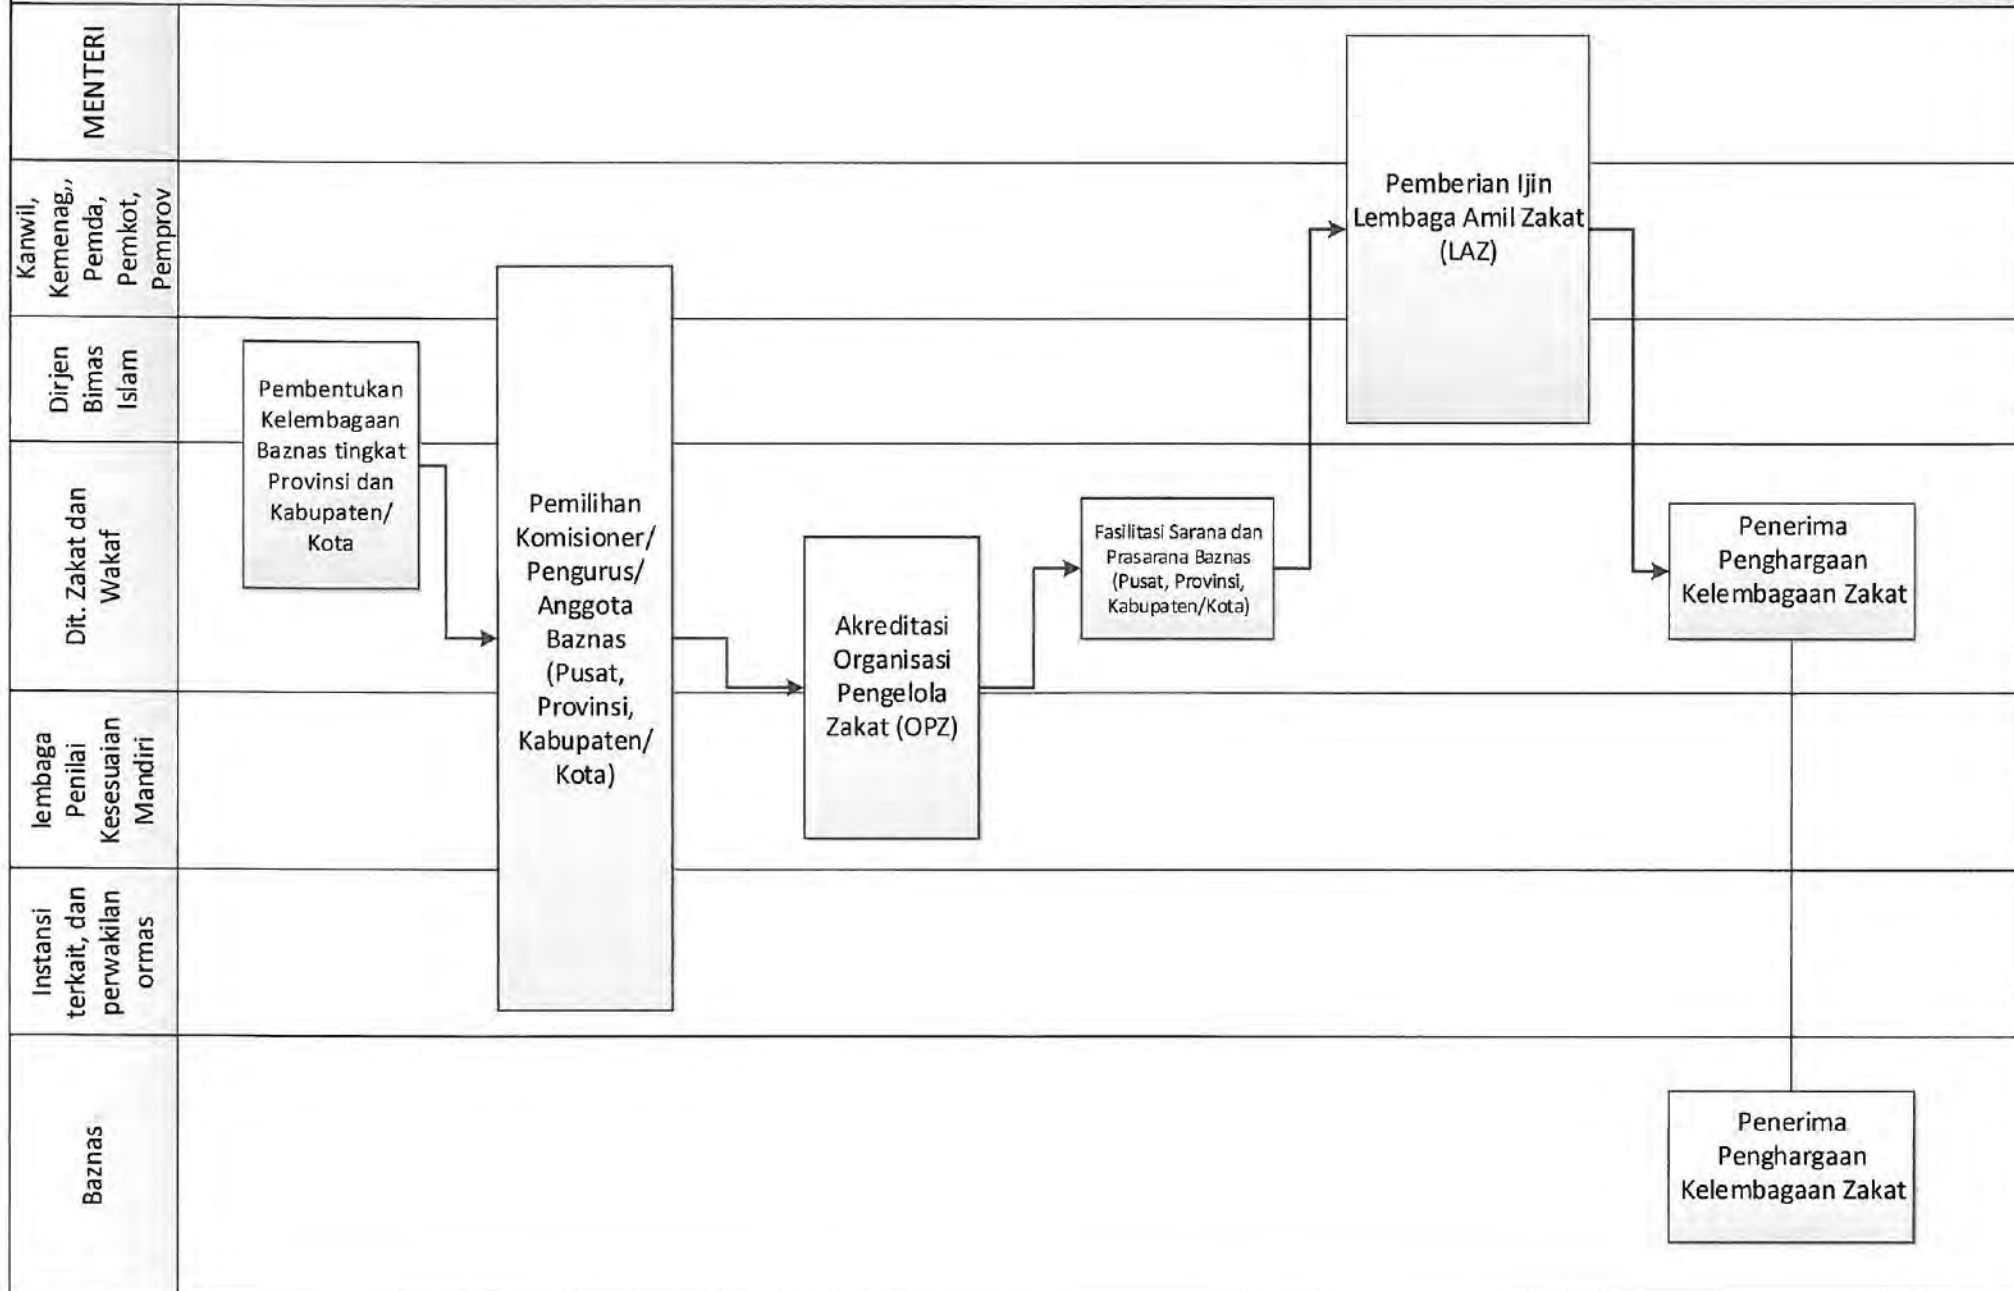 MENTERI
Kanwil,
Kemenag,,
Pemda,
Pemkot,
Pemprov
Dirjen
Bimas
Islam
Dit. Zakat dan
Wakaf
lembaga
Penilai
Kesesuaian
Mandiri
Instansi
terkait, dan
perwakilan
ormas
Baznas
Pembentukan
Kelembagaan
Baznas tingkat
Provinsi dan
Kabupaten/
Kota
Pemilihan
Komisioner/
Pengurus/
Anggota
Baznas
(Pusat,
Provinsi,
Kabupaten/
Kota)
Akreditasi
Organisasi
Pengelola
Zakat (OPZ)
Fasilitasi Sarana dan
Prasarana Baznas
(Pusat, Provinsi,
Kabupaten/Kota)
Pemberian Ijin
Lembaga Amil Zakat
(LAZ)
Penerima
Penghargaan
Kelembagaan Zakat
Penerima
Penghargaan
Kelembagaan Zakat